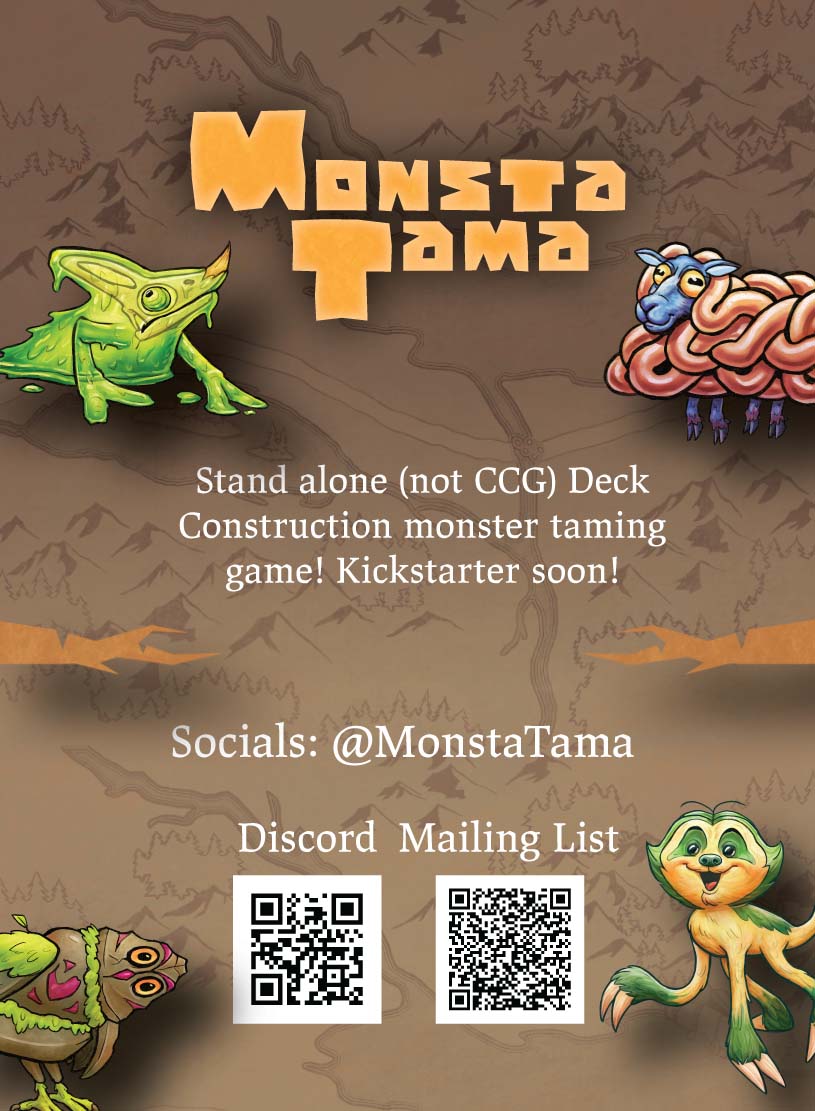 Monsta
Tama
Stand alone (not CCG) Deck
Construction monster taming
game! Kickstarter soon!
Socials: @MonstaTama
Discord Mailing List